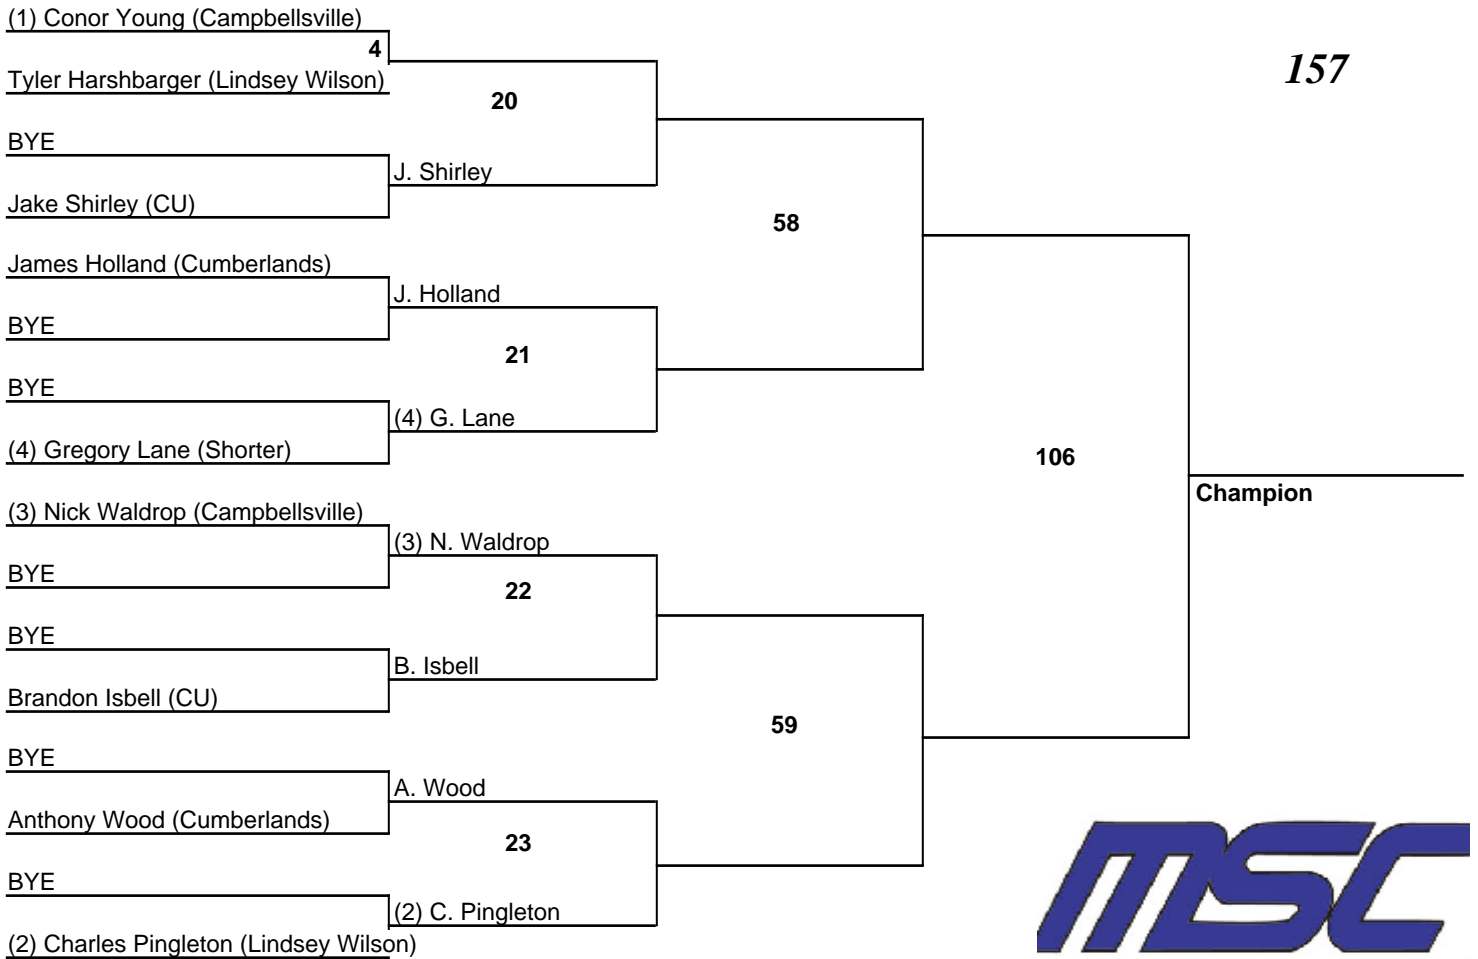 (1) Conor Young (Campbellsville)
4
Tyler Harshbarger (Lindsey Wilson)
157
20
BYE
J. Shirley
Jake Shirley (CU)
58
James Holland (Cumberlands)
J. Holland
BYE
21
BYE
(4) G. Lane
(4) Gregory Lane (Shorter)
106
Champion
(3) Nick Waldrop (Campbellsville)
(3) N. Waldrop
BYE
22
BYE
B. Isbell
Brandon Isbell (CU)
59
BYE
A. Wood
Anthony Wood (Cumberlands)
23
BYE
(2) C. Pingleton
(2) Charles Pingleton (Lindsey Wilson)
MSC